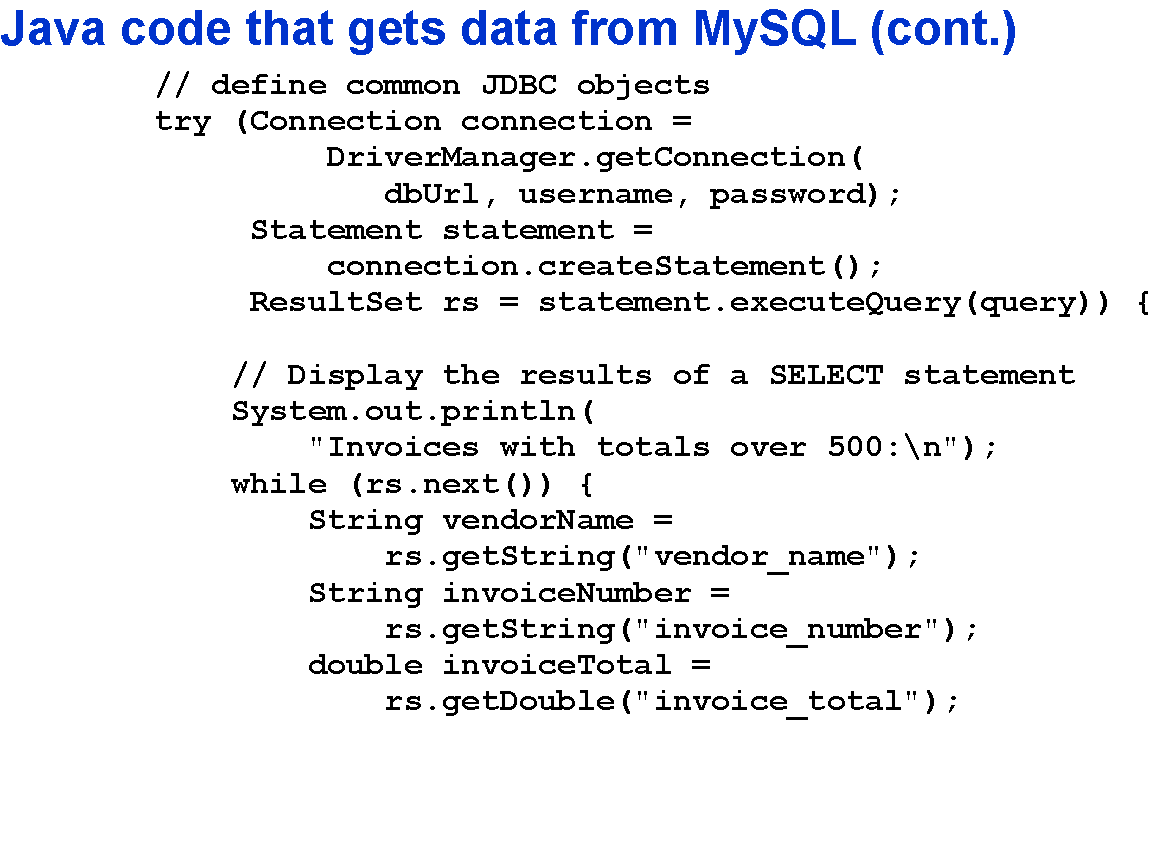 Java code that gets data from MySQL (cont.)
// define common JDBC objects
try (Connection connection =
DriverManager.getConnection(
dbUrl, username, password);
Statement statement =
connection.createStatement();
ResultSet rs = statement.executeQuery(query)) {
// Display the results of a SELECT statement
System.out.println(
"Invoices with totals over 500:\n");
while (rs.next()) {
String vendorName =
rs.getString("vendor_name");
String invoiceNumber =
rs.getString("invoice_number");
double invoiceTotal =
rs.getDouble("invoice_total");